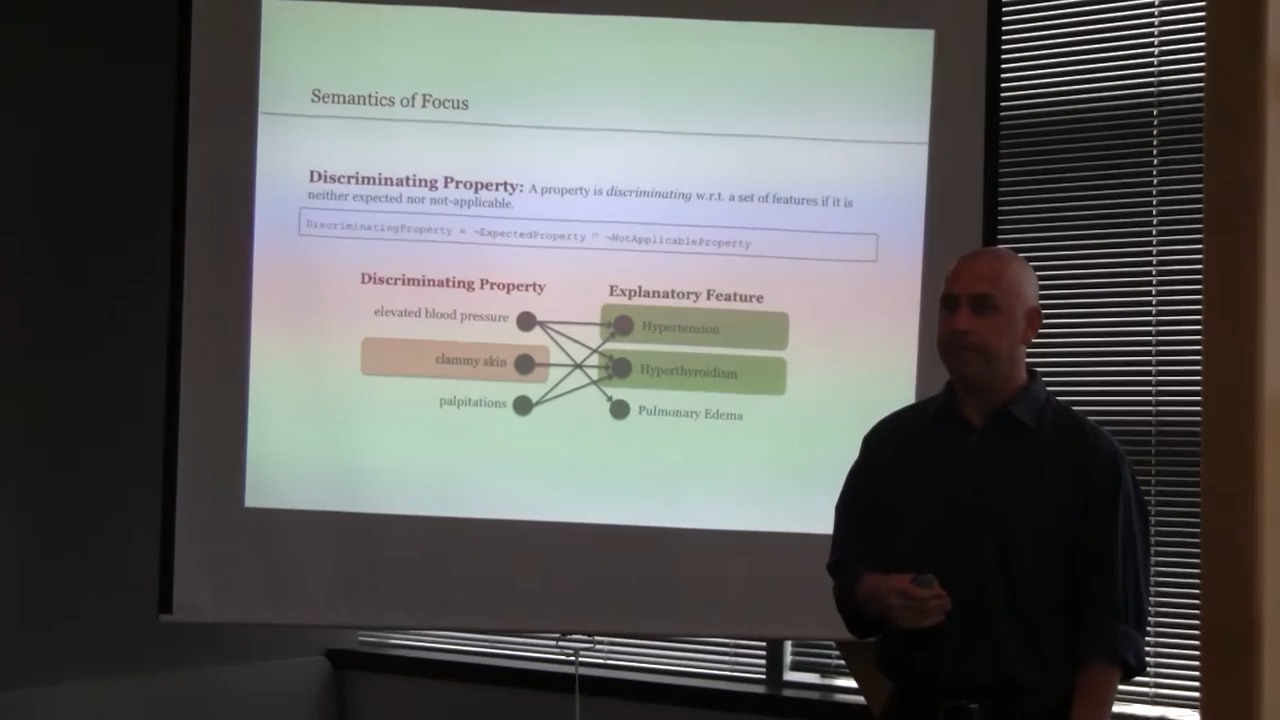 Semantics of Focus
Discriminating Property: A property is discriminating w.r.t. a set of features if it is
neither expected nor not-applicable.
DiscriminatingProperty = ¬ExpectedProperty ∩ ¬NotApplicableProperty
Discriminating Property
Explanatory Feature
elevated blood pressure
Hypertension
clammy skin
Hyperthyroidism
palpitations
Pulmonary Edema